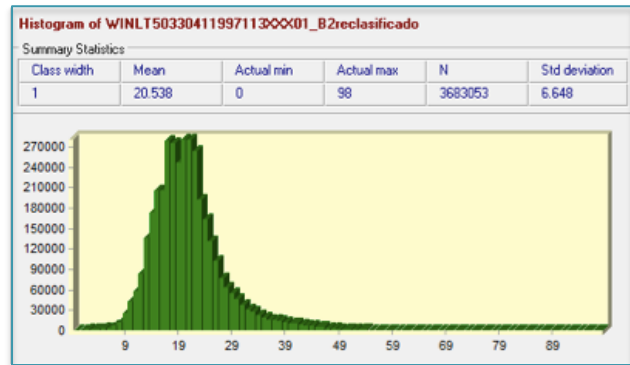 Histogram of WINLT50330411997113XXX01_B2reclasificado
Summary Statistics
Class width Mean Actual min Actual max N Std deviation
1 20.538 0 98 3683053 6.648
270000
240000
210000
180000
150000
120000
90000
60000
30000
0
9 19 29 39 49 59 69 79 89